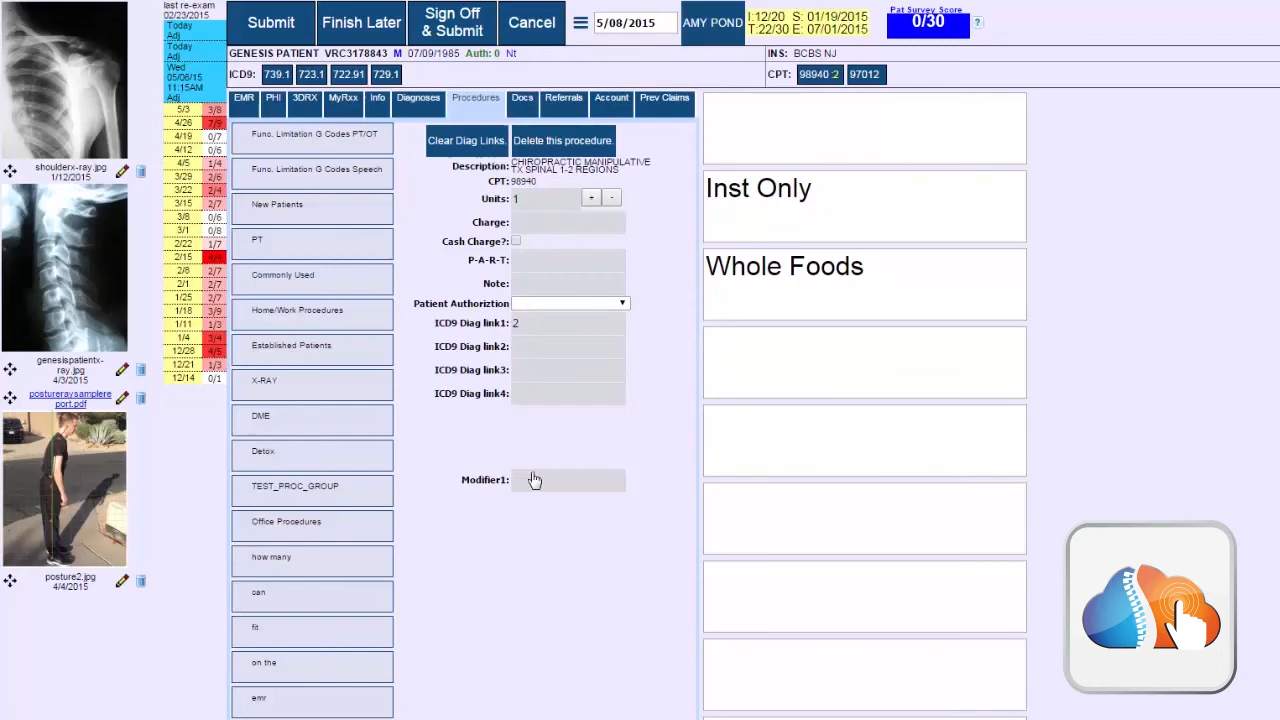 last re-exam
02/23/2015
Today
Adj
Today
Adj
Wed
05/06/15
11:15AM
Adj
5/3 3/8
4/26 7/9
4/19 0/7
4/12 0/6
4/5 1/4
3/29 2/6
3/22 2/4
3/15 2/7
3/8 0/6
3/1 0/8
2/22 1/7
2/15
2/8 2/7
2/1 2/7
1/25 2/7
1/18 3/9
1/11 1/3
1/4 3/4
12/28 4/5
12/21 1/3
12/14 0/1
shoulderx-ray.jpg
1/12/2015
genesispatientx-
ray.jpg
4/3/2015
postureraysamplere
port.pdf
posture2.jpg
4/4/2015
Submit
Finish Later
Sign Off
& Submit
Cancel
5/08/2015
AMY POND
I:12/20 S: 01/19/2015
T:22/30 E: 07/01/2015
Pat Survey Score
0/30
?
GENESIS PATIENT VRC3178843 M 07/09/1985 Auth: 0 Nt
INS: BCBS NJ
ICD9: 739.1 723.1 722.91 729.1
CPT: 98940 :2 97012
EMR PHI 3DRX MyRxx Info Diagnoses Procedures Docs Referrals Account Prev Claims
Func. Limitation G Codes PT/OT
Func. Limitation G Codes Speech
New Patients
PT
Commonly Used
Home/Work Procedures
Established Patients
X-RAY
DME
Detox
TEST_PROC_GROUP
Office Procedures
how many
can
fit
on the
emr
Clear Diag Links. Delete this procedure.
Description: CHIROPRACTIC MANIPULATIVE
TX SPINAL 1-2 REGIONS
CPT: 98940
Units: 1 + -
Charge:
Cash Charge?:
P-A-R-T:
Note:
Patient Authoriztion
ICD9 Diag link1: 2
ICD9 Diag link2:
ICD9 Diag link3:
ICD9 Diag link4:
Modifier1:
Inst Only
Whole Foods